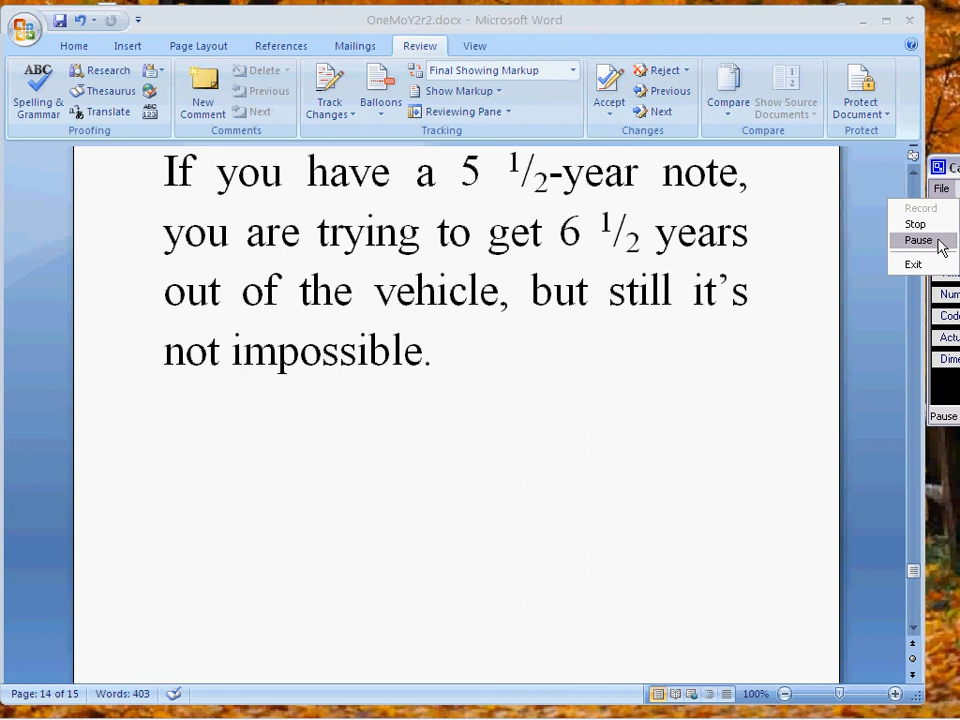 OneMoY2r2.docx - Microsoft Word
Home Insert Page Layout References Mailings Review View
ABC Spelling & Grammar
Research
Thesaurus
Translate
ABC 123
Proofing
New Comment
Delete
Previous
Next
Comments
Track Changes
Balloons
Final Showing Markup
Show Markup
Reviewing Pane
Tracking
Accept
Reject
Previous
Next
Changes
Compare
Show Source Documents
Compare
Protect Document
Protect
If you have a 5 1/2-year note,
you are trying to get 6 1/2 years
out of the vehicle, but still it's
not impossible.
File
Record
Stop
Pause
Exit
Pause
Page: 14 of 15 Words: 403 100%